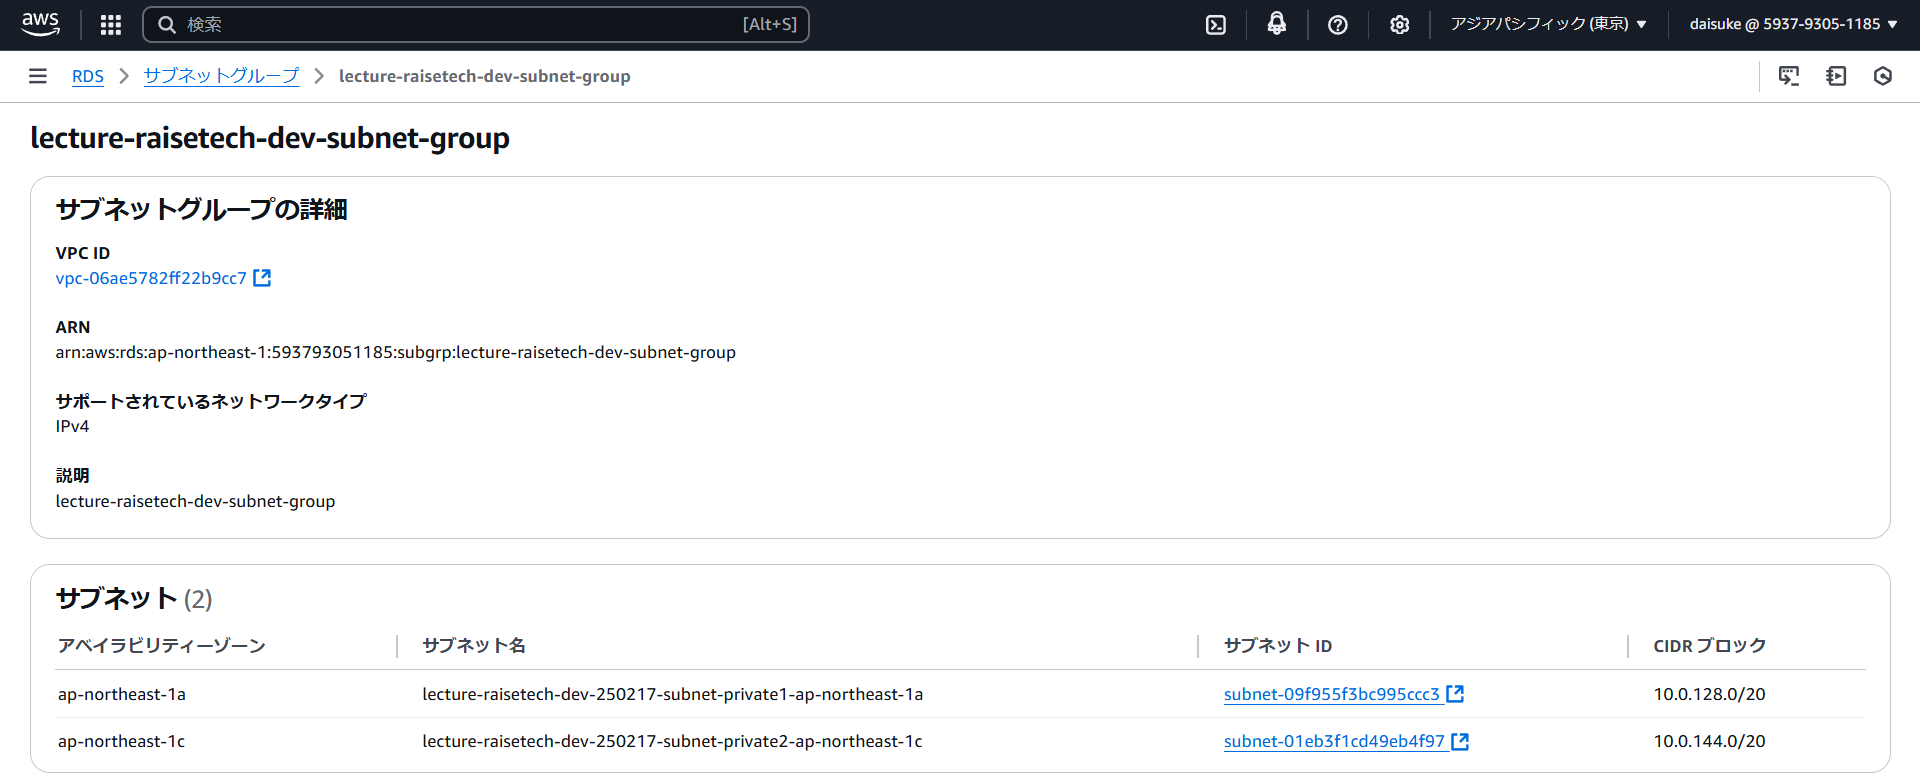 aws
検索
[Alt+S]
アジアパシフィック (東京)
daisuke @ 5937-9305-1185
RDS
サブネットグループ
lecture-raisetech-dev-subnet-group
lecture-raisetech-dev-subnet-group
サブネットグループの詳細
VPC ID
vpc-06ae5782ff22b9cc7
ARN
arn:aws:rds:ap-northeast-1:593793051185:subgrp:lecture-raisetech-dev-subnet-group
サポートされているネットワークタイプ
IPv4
説明
lecture-raisetech-dev-subnet-group
サブネット (2)
アベイラビリティーゾーン サブネット名 サブネット ID CIDR ブロック
ap-northeast-1a lecture-raisetech-dev-250217-subnet-private1-ap-northeast-1a subnet-09f955f3bc995ccc3 10.0.128.0/20
ap-northeast-1c lecture-raisetech-dev-250217-subnet-private2-ap-northeast-1c subnet-01eb3f1cd49eb4f97 10.0.144.0/20